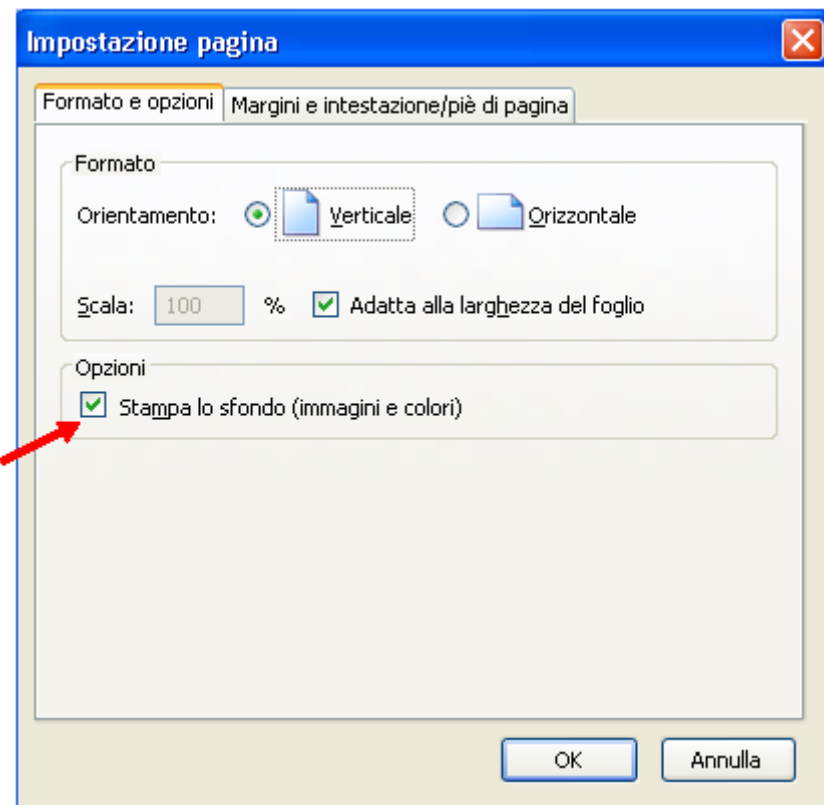 Impostazione pagina
Formato e opzioni Margini e intestazione/piè di pagina
Formato
Orientamento: Verticale Orizzontale
Scala: 100 % Adatta alla larghezza del foglio
Opzioni
Stampa lo sfondo (immagini e colori)
OK Annulla